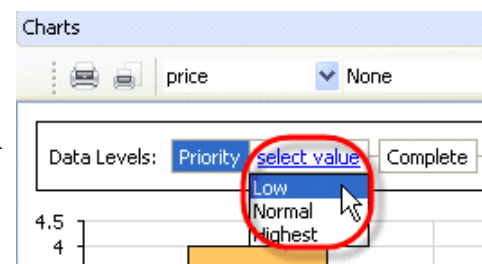 Charts
price None
Data Levels: Priority select value Complete
Low
Normal
Highest
4.5
4